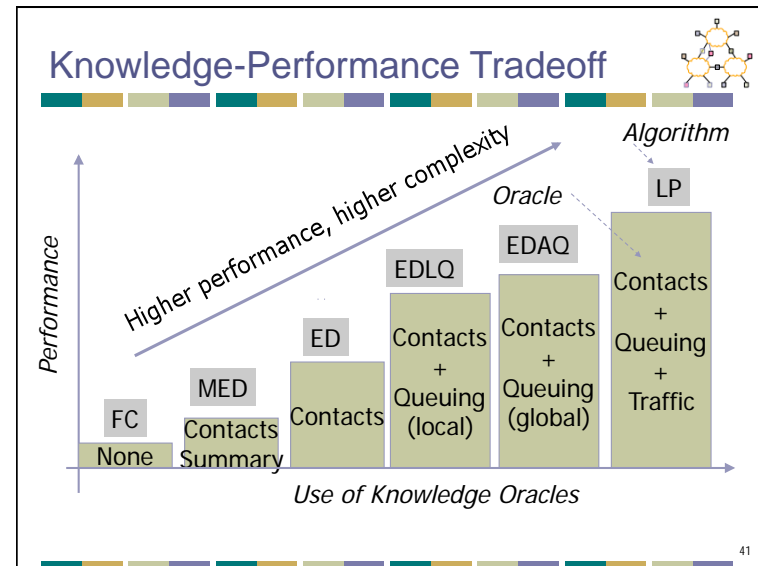 Knowledge-Performance Tradeoff
Algorithm
Higher performance, higher complexity
Oracle
LP
EDAQ
EDLQ
ED
MED
FC
Performance
None
Contacts
Summary
Contacts
Contacts
+
Queuing
(local)
Contacts
+
Queuing
(global)
Contacts
+
Queuing
+
Traffic
Use of Knowledge Oracles
41